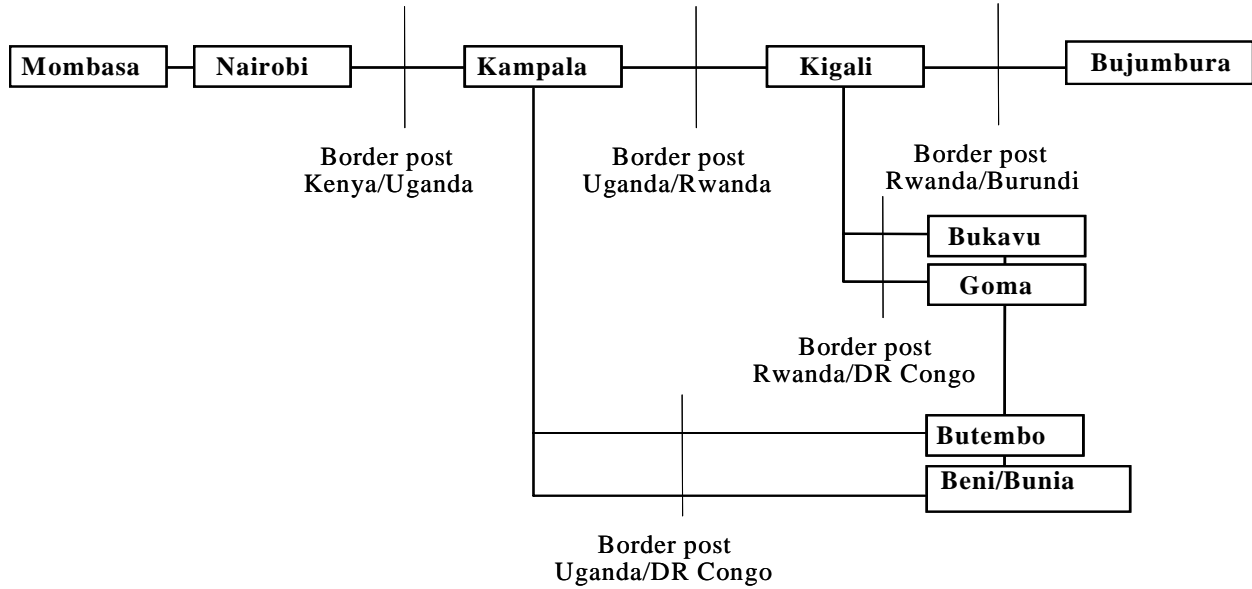 Mombasa
Nairobi
Kampala
Kigali
Bujumbura
Border post
Kenya/Uganda
Border post
Uganda/Rwanda
Border post
Rwanda/Burundi
Bukavu
Goma
Border post
Rwanda/DR Congo
Butembo
Beni/Bunia
Border post
Uganda/DR Congo